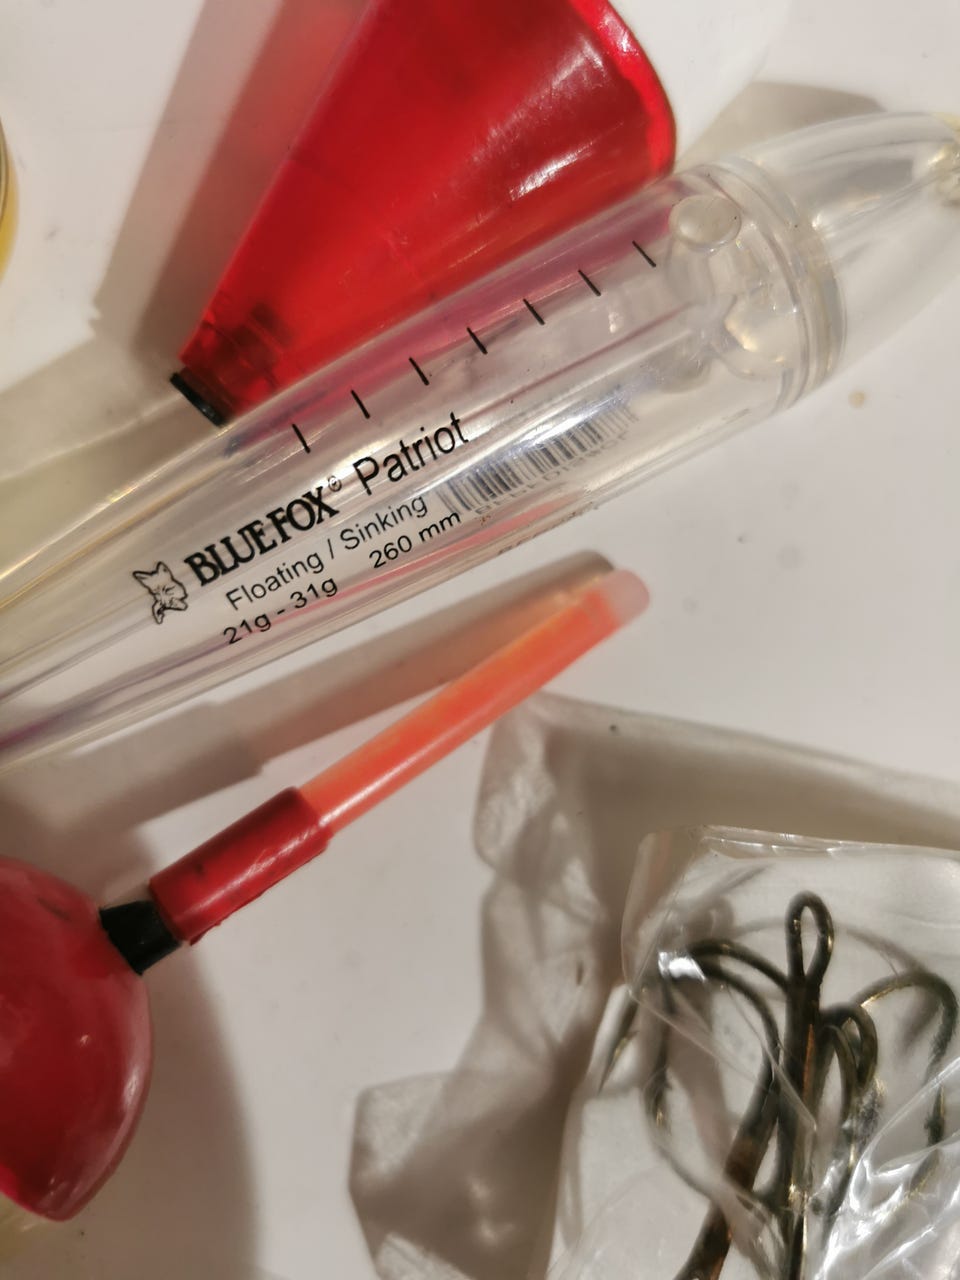 BLUE FOX® Patriot
Floating / Sinking
21g - 31g 260 mm